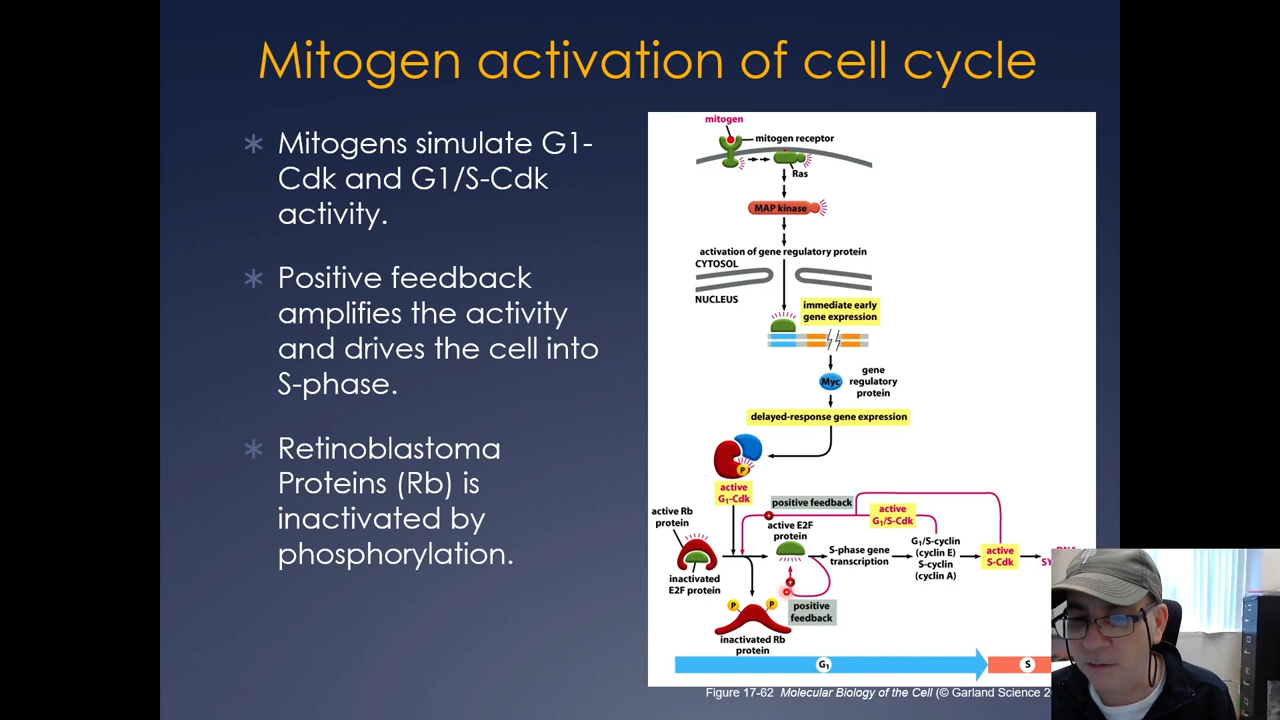 Mitogen activation of cell cycle
Mitogens simulate G1-
Cdk and G1/S-Cdk
activity.
Positive feedback
amplifies the activity
and drives the cell into
S-phase.
Retinoblastoma
Proteins (Rb) is
inactivated by
phosphorylation.
mitogen
mitogen receptor
Ras
MAP kinase
activation of gene regulatory protein
CYTOSOL
NUCLEUS
immediate early
gene expression
Myc
gene
regulatory
protein
delayed-response gene expression
P
active
G1-Cdk
positive feedback
active
G1/S-Cdk
active Rb
protein
active E2F
protein
S-phase gene
transcription
G1/S-cyclin
(cyclin E)
S-cyclin
(cyclin A)
active
S-Cdk
inactivated
E2F protein
P
P
positive
feedback
inactivated Rb
protein
G1
S
Figure 17-62 Molecular Biology of the Cell (© Garland Science